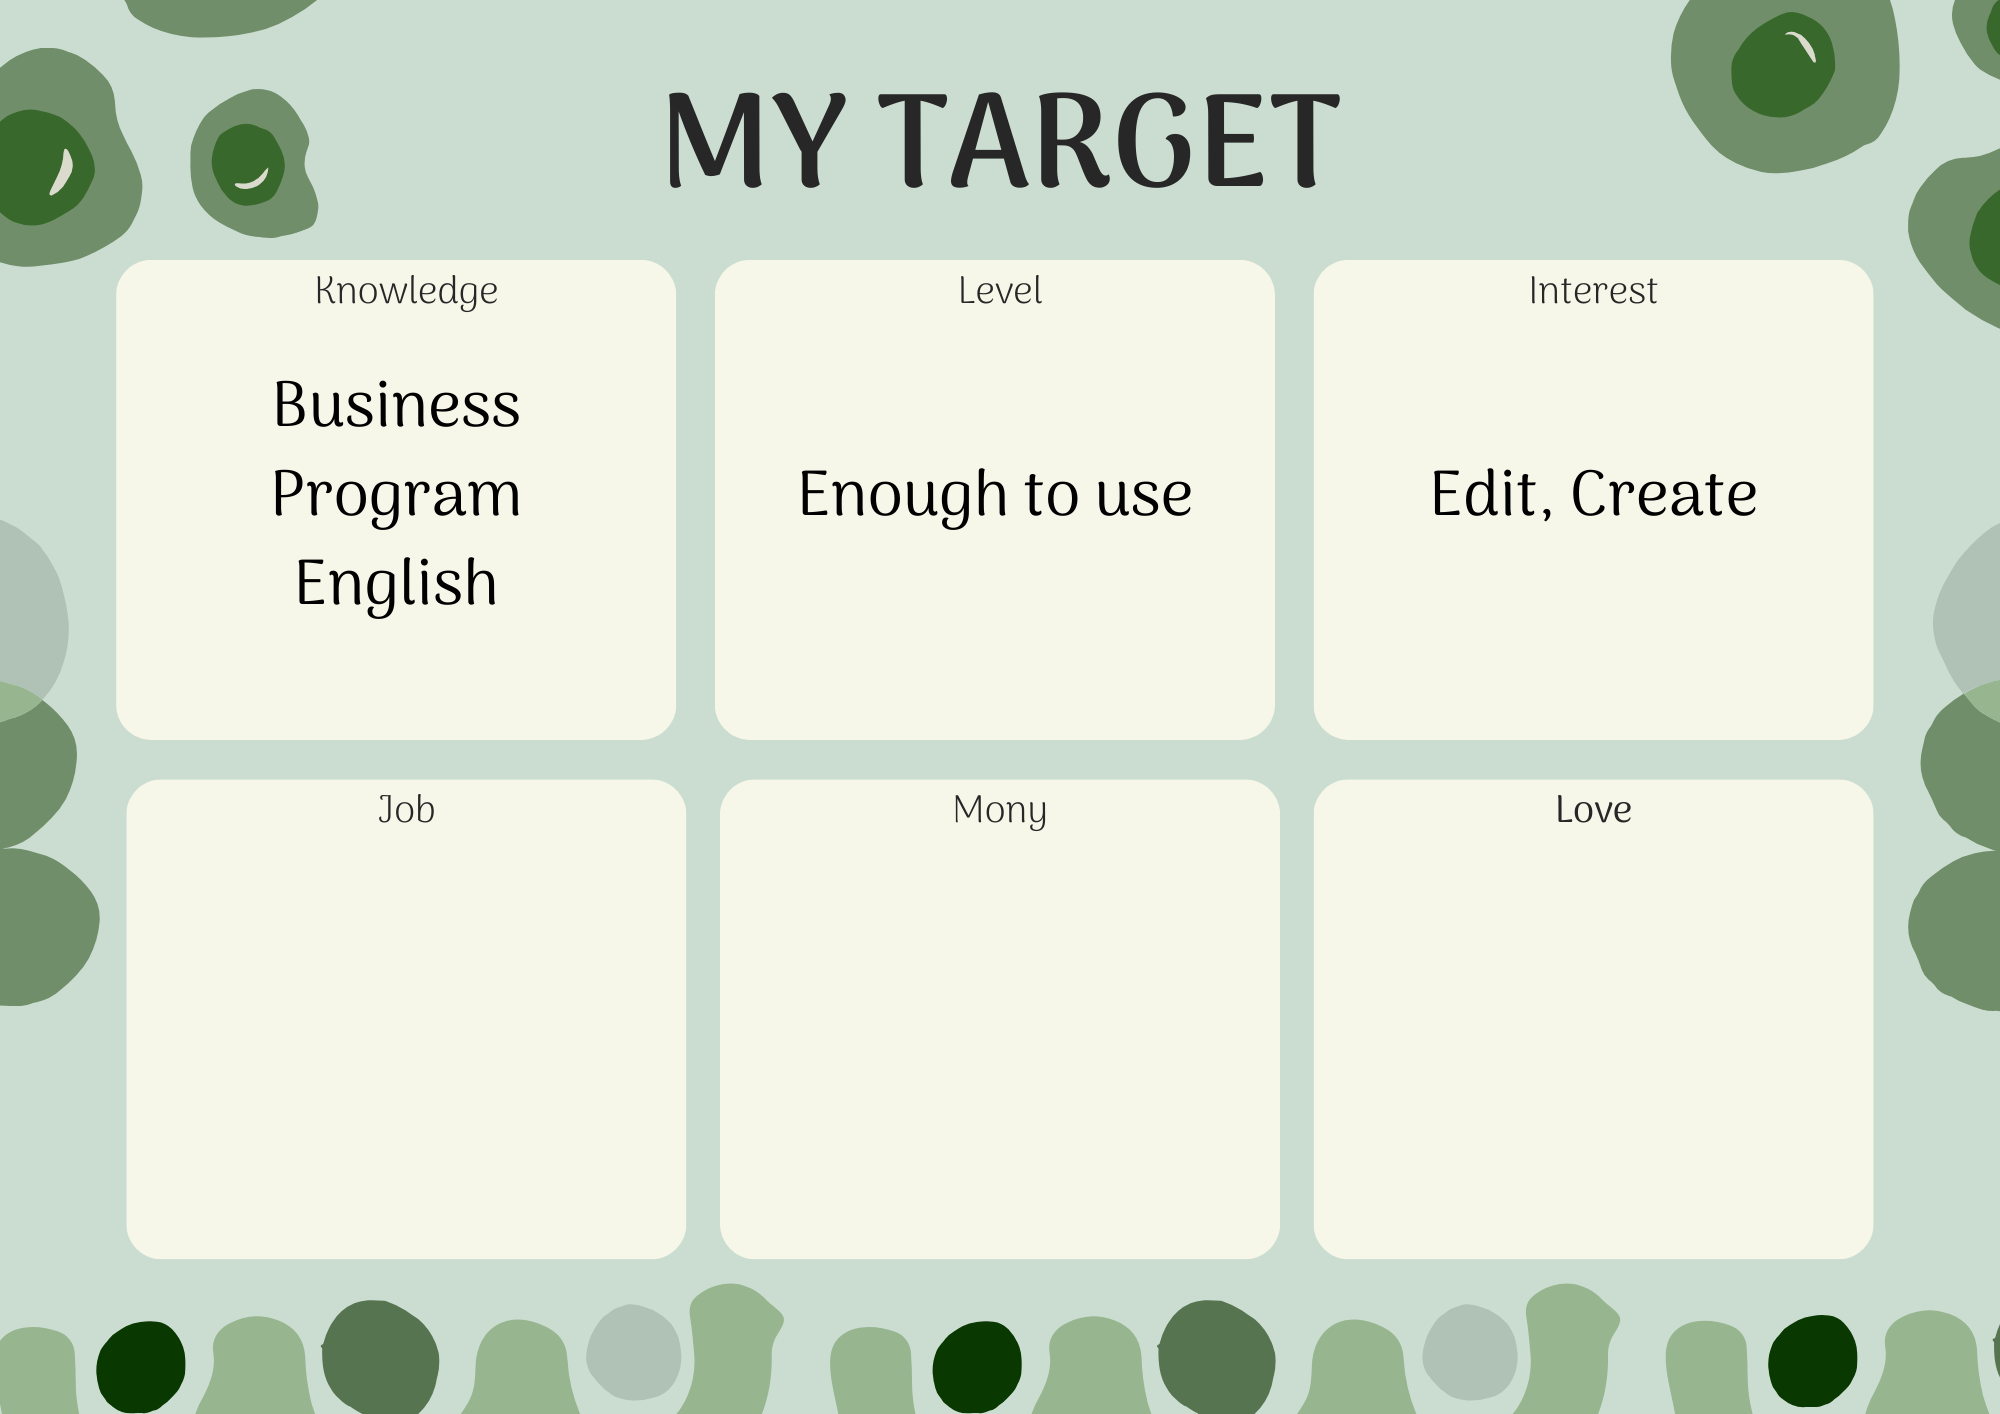 MY TARGET
Knowledge
Business
Program
English
Level
Enough to use
Interest
Edit, Create
Job
Mony
Love